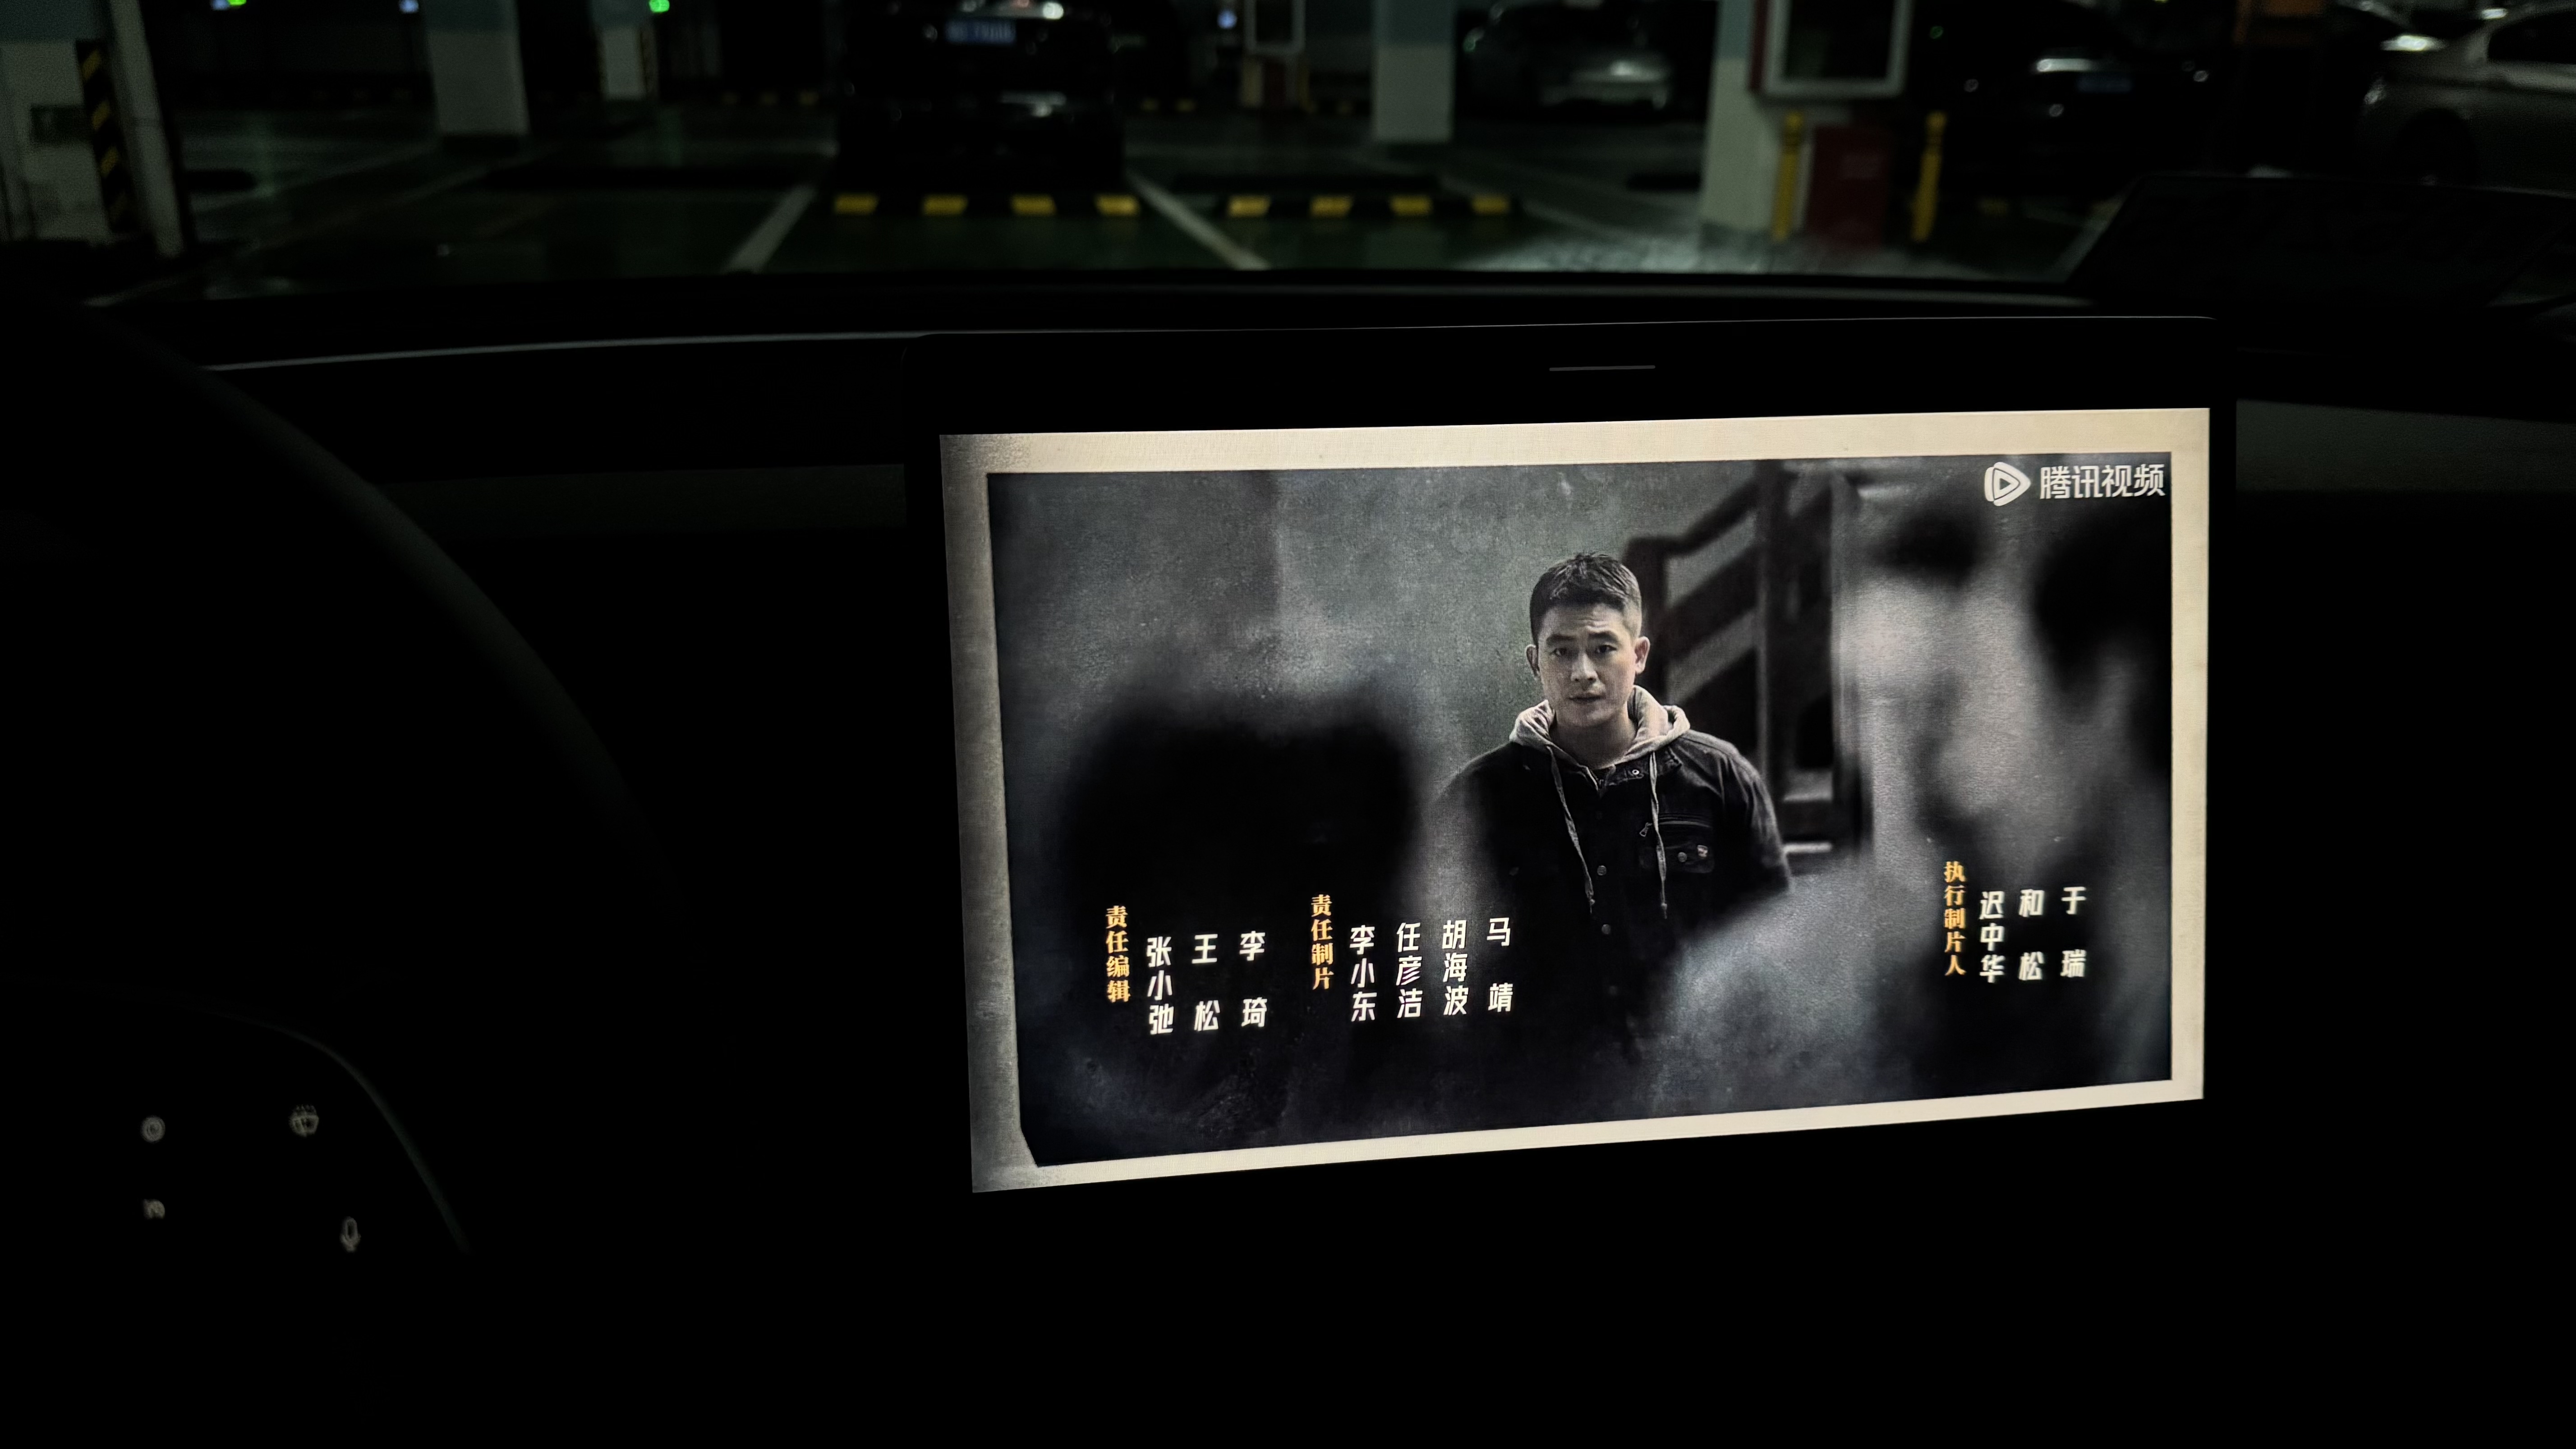 腾讯视频
责任编辑
张小弛
王松
李琦
责任制片
李小东
任彦洁
胡海波
马靖
执行制片人
迟中华
和松
于瑞